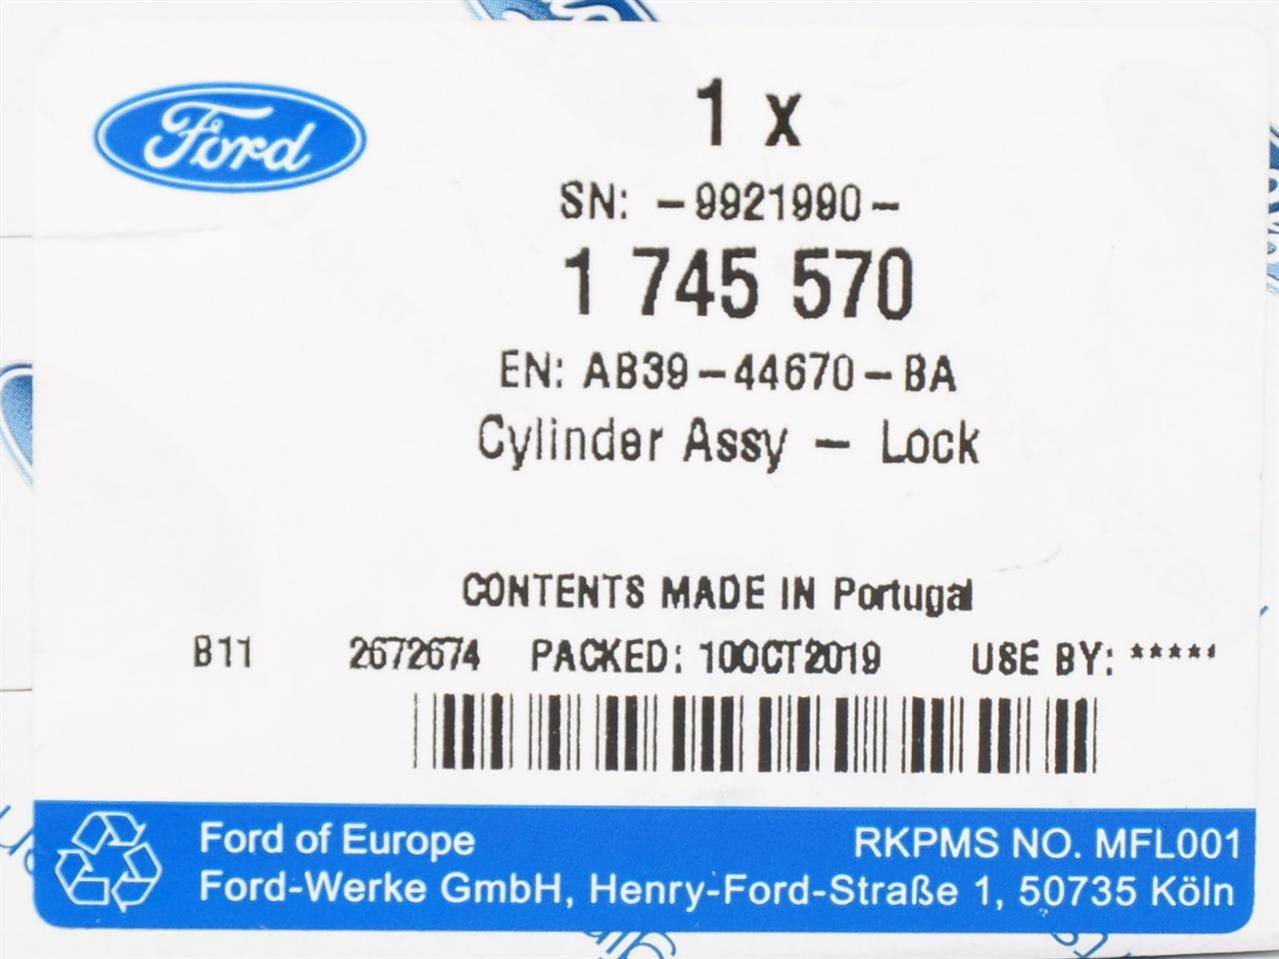 Ford
1 x
SN: -9921990-
1 745 570
EN: AB39-44670-BA
Cylinder Assy - Lock
CONTENTS MADE IN Portugal
B11 2672674 PACKED: 10OCT2019 USE BY: *****
Ford of Europe RKPMS NO. MFL001
Ford-Werke GmbH, Henry-Ford-Straße 1, 50735 Köln